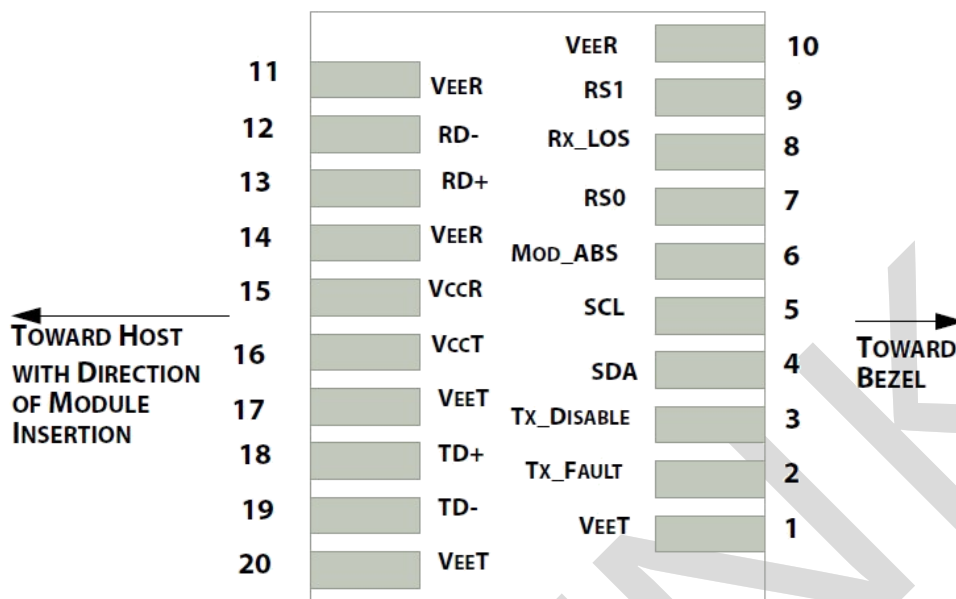 VEER 10
11 VEER
RS1 9
12 RD-
RX_LOS 8
13 RD+
RS0 7
14 VEER
MOD_ABS 6
15 VCCR
SCL 5
TOWARD HOST
WITH DIRECTION
OF MODULE
INSERTION
16 VCCT
SDA 4
TOWARD
BEZEL
17 VEET
TX_DISABLE 3
18 TD+
TX_FAULT 2
19 TD-
VEET 1
20 VEET